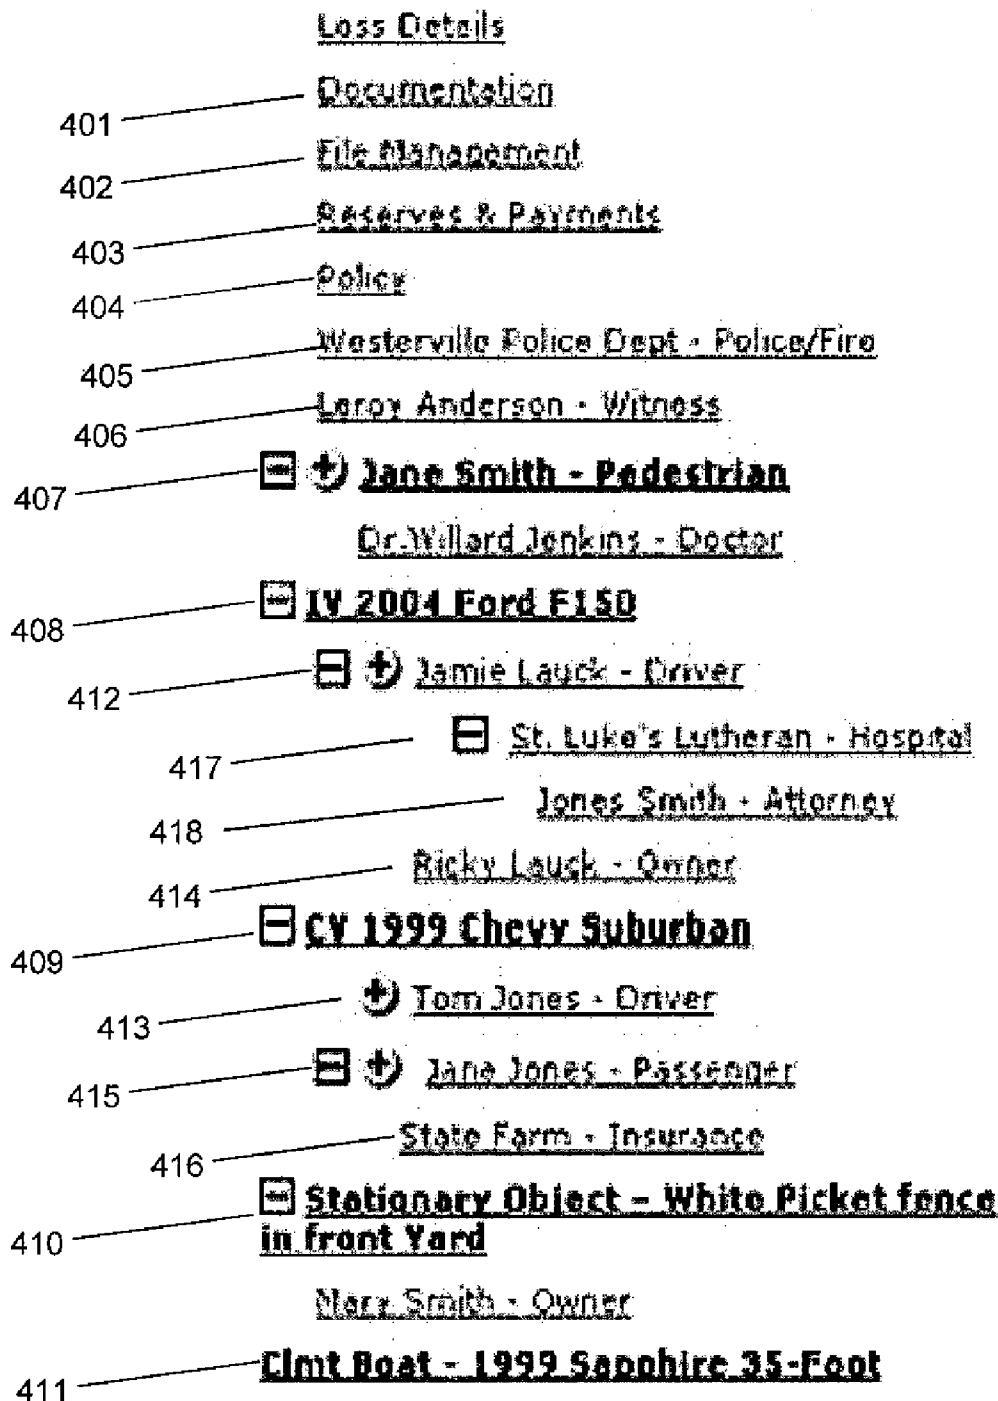 Loss Details
401 Documentation
402 File Management
403 Reserves & Payments
404 Policy
405 Westerville Police Dept - Police/Fire
406 Leroy Anderson - Witness
407 Jane Smith - Pedestrian
Dr. Willard Jenkins - Doctor
408 IV 2004 Ford F150
412 Jamie Lauck - Driver
417 St. Luke's Lutheran - Hospital
418 Jones Smith - Attorney
414 Ricky Lauck - Owner
409 CV 1999 Chevy Suburban
413 Tom Jones - Driver
415 Jane Jones - Passenger
416 State Farm - Insurance
410 Stationary Object - White Picket fence
in front Yard
Mary Smith - Owner
411 Clmt Boat - 1999 Sapphire 35-Foot